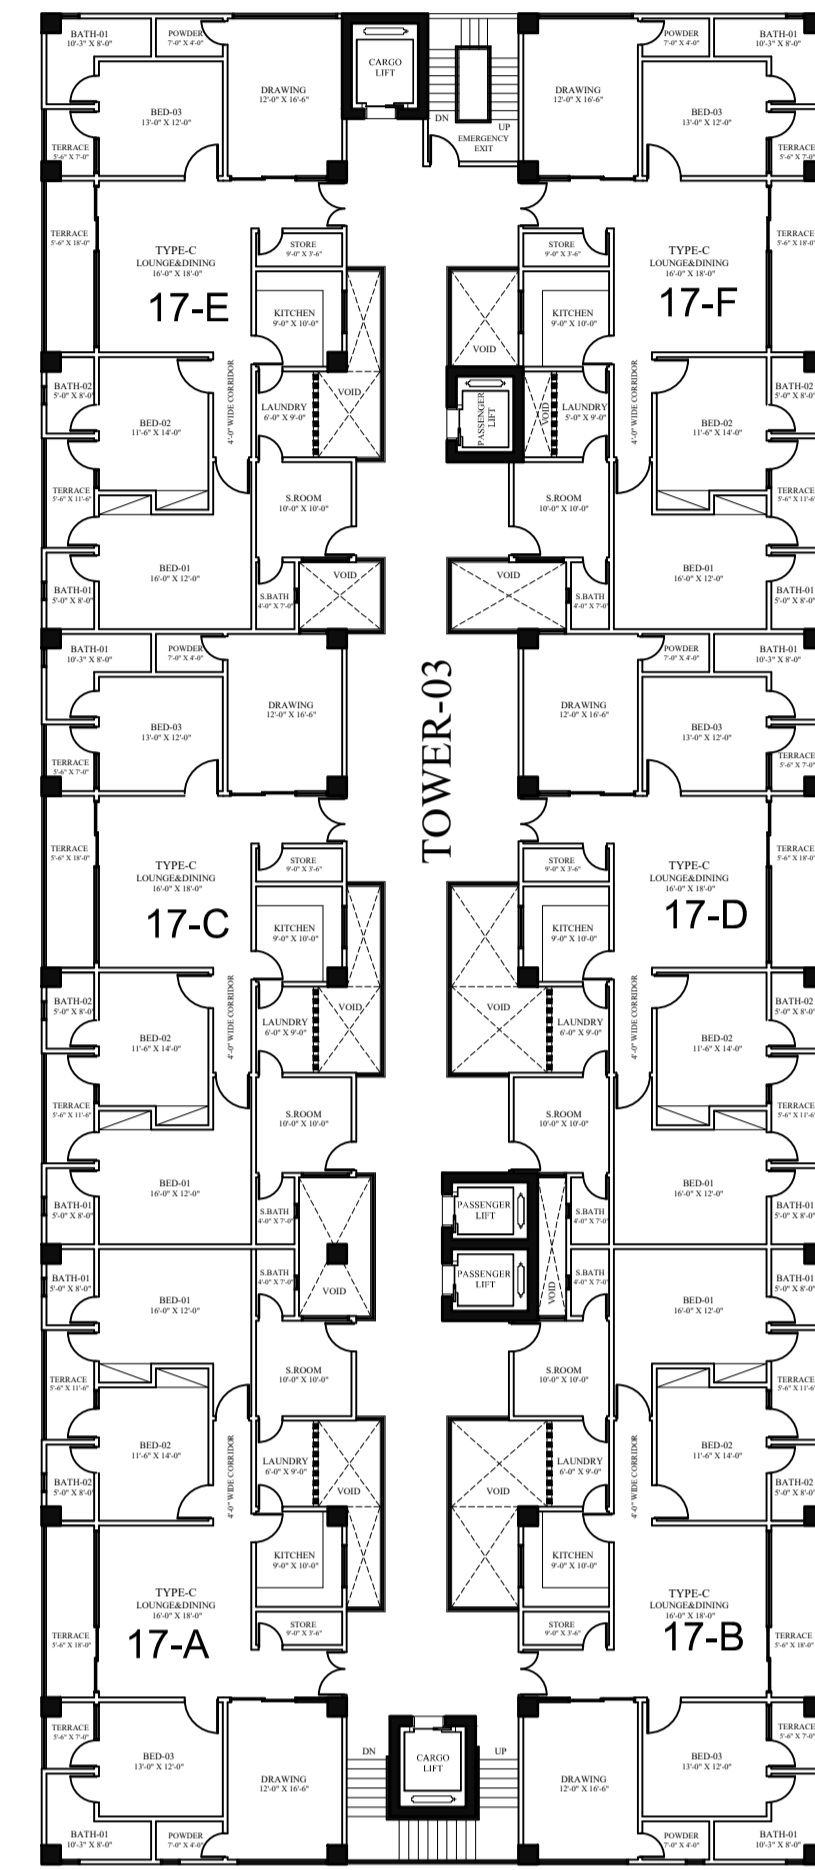 BATH-01
10'-3" X 8'-0"
POWDER
7'-0" X 4'-0"
DRAWING
12'-0" X 16'-6"
BED-03
13'-0" X 12'-0"
TERRACE
5'-6" X 7'-0"
CARGO
LIFT
DN
UP
EMERGENCY
EXIT
DRAWING
12'-0" X 16'-6"
POWDER
7'-0" X 4'-0"
BATH-01
10'-3" X 8'-0"
BED-03
13'-0" X 12'-0"
TERRACE
5'-6" X 7'-0"
TERRACE
5'-6" X 18'-0"
TYPE-C
LOUNGE&DINING
16'-0" X 18'-0"
17-E
STORE
9'-0" X 3'-6"
KITCHEN
9'-0" X 10'-0"
BATH-02
5'-0" X 8'-0"
BED-02
11'-6" X 14'-0"
4'-0" WIDE CORRIDOR
LAUNDRY
6'-0" X 9'-0"
VOID
TERRACE
5'-6" X 11'-6"
S.ROOM
10'-0" X 10'-0"
BED-01
16'-0" X 12'-0"
BATH-01
5'-0" X 8'-0"
S.BATH
4'-0" X 7'-0"
VOID
STORE
9'-0" X 3'-6"
TYPE-C
LOUNGE&DINING
16'-0" X 18'-0"
17-F
TERRACE
5'-6" X 18'-0"
KITCHEN
9'-0" X 10'-0"
VOID
PASSENGER
LIFT
VOID
LAUNDRY
5'-0" X 9'-0"
4'-0" WIDE CORRIDOR
BED-02
11'-6" X 14'-0"
BATH-02
5'-0" X 8'-0"
TERRACE
5'-6" X 11'-6"
S.ROOM
10'-0" X 10'-0"
BED-01
16'-0" X 12'-0"
BATH-01
5'-0" X 8'-0"
VOID
S.BATH
4'-0" X 7'-0"
TOWER-03
BATH-01
10'-3" X 8'-0"
POWDER
7'-0" X 4'-0"
DRAWING
12'-0" X 16'-6"
BED-03
13'-0" X 12'-0"
TERRACE
5'-6" X 7'-0"
DRAWING
12'-0" X 16'-6"
POWDER
7'-0" X 4'-0"
BATH-01
10'-3" X 8'-0"
BED-03
13'-0" X 12'-0"
TERRACE
5'-6" X 7'-0"
TERRACE
5'-6" X 18'-0"
TYPE-C
LOUNGE&DINING
16'-0" X 18'-0"
17-C
STORE
9'-0" X 3'-6"
KITCHEN
9'-0" X 10'-0"
BATH-02
5'-0" X 8'-0"
BED-02
11'-6" X 14'-0"
4'-0" WIDE CORRIDOR
LAUNDRY
6'-0" X 9'-0"
VOID
TERRACE
5'-6" X 11'-6"
S.ROOM
10'-0" X 10'-0"
BED-01
16'-0" X 12'-0"
BATH-01
5'-0" X 8'-0"
S.BATH
4'-0" X 7'-0"
STORE
9'-0" X 3'-6"
TYPE-C
LOUNGE&DINING
16'-0" X 18'-0"
17-D
TERRACE
5'-6" X 18'-0"
KITCHEN
9'-0" X 10'-0"
VOID
LAUNDRY
6'-0" X 9'-0"
4'-0" WIDE CORRIDOR
BED-02
11'-6" X 14'-0"
BATH-02
5'-0" X 8'-0"
TERRACE
5'-6" X 11'-6"
S.ROOM
10'-0" X 10'-0"
BED-01
16'-0" X 12'-0"
BATH-01
5'-0" X 8'-0"
PASSENGER
LIFT
S.BATH
4'-0" X 7'-0"
BATH-01
5'-0" X 8'-0"
BED-01
16'-0" X 12'-0"
S.BATH
4'-0" X 7'-0"
VOID
PASSENGER
LIFT
VOID
S.BATH
4'-0" X 7'-0"
BED-01
16'-0" X 12'-0"
BATH-01
5'-0" X 8'-0"
TERRACE
5'-6" X 11'-6"
S.ROOM
10'-0" X 10'-0"
BED-02
11'-6" X 14'-0"
BATH-02
5'-0" X 8'-0"
4'-0" WIDE CORRIDOR
LAUNDRY
6'-0" X 9'-0"
VOID
KITCHEN
9'-0" X 10'-0"
TYPE-C
LOUNGE&DINING
16'-0" X 18'-0"
17-A
TERRACE
5'-6" X 18'-0"
STORE
9'-0" X 3'-6"
S.ROOM
10'-0" X 10'-0"
TERRACE
5'-6" X 11'-6"
VOID
LAUNDRY
6'-0" X 9'-0"
4'-0" WIDE CORRIDOR
BED-02
11'-6" X 14'-0"
BATH-02
5'-0" X 8'-0"
KITCHEN
9'-0" X 10'-0"
TYPE-C
LOUNGE&DINING
16'-0" X 18'-0"
17-B
STORE
9'-0" X 3'-6"
TERRACE
5'-6" X 18'-0"
TERRACE
5'-6" X 7'-0"
BED-03
13'-0" X 12'-0"
DRAWING
12'-0" X 16'-6"
BATH-01
10'-3" X 8'-0"
POWDER
7'-0" X 4'-0"
DN
CARGO
LIFT
UP
DRAWING
12'-0" X 16'-6"
BED-03
13'-0" X 12'-0"
TERRACE
5'-6" X 7'-0"
POWDER
7'-0" X 4'-0"
BATH-01
10'-3" X 8'-0"